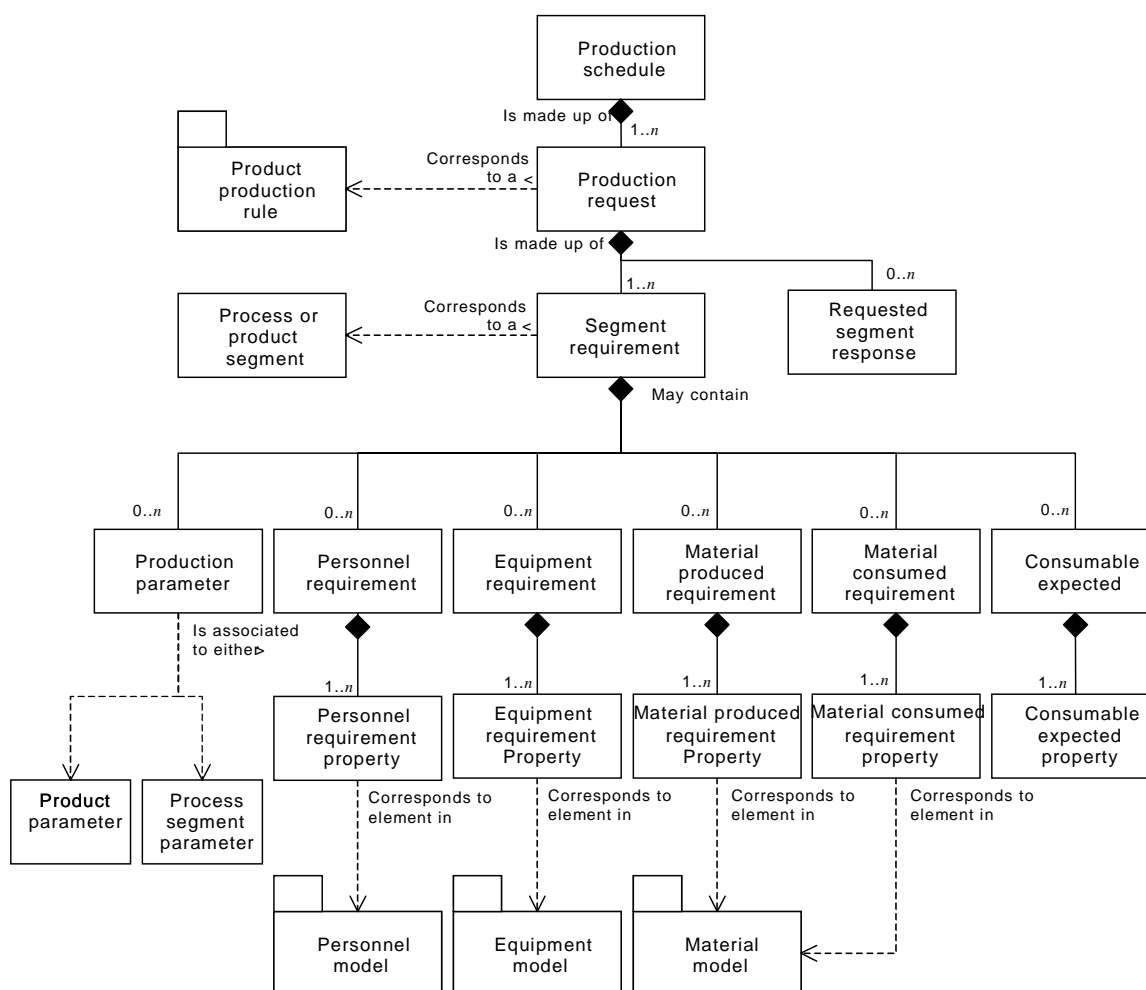 Production
schedule
Is made up of
1..n
Product
production
rule
Corresponds
to a <
Production
request
Is made up of
1..n
0..n
Process or
product
segment
Corresponds
to a <
Segment
requirement
Requested
segment
response
May contain
0..n
0..n
0..n
0..n
0..n
0..n
Production
parameter
Personnel
requirement
Equipment
requirement
Material
produced
requirement
Material
consumed
requirement
Consumable
expected
Is associated
to either
1..n
1..n
1..n
1..n
1..n
Personnel
requirement
property
Equipment
requirement
Property
Material produced
requirement
Property
Material consumed
requirement
property
Consumable
expected
property
Product
parameter
Process
segment
parameter
Corresponds to
element in
Corresponds to
element in
Corresponds to
element in
Corresponds to
element in
Personnel
model
Equipment
model
Material
model